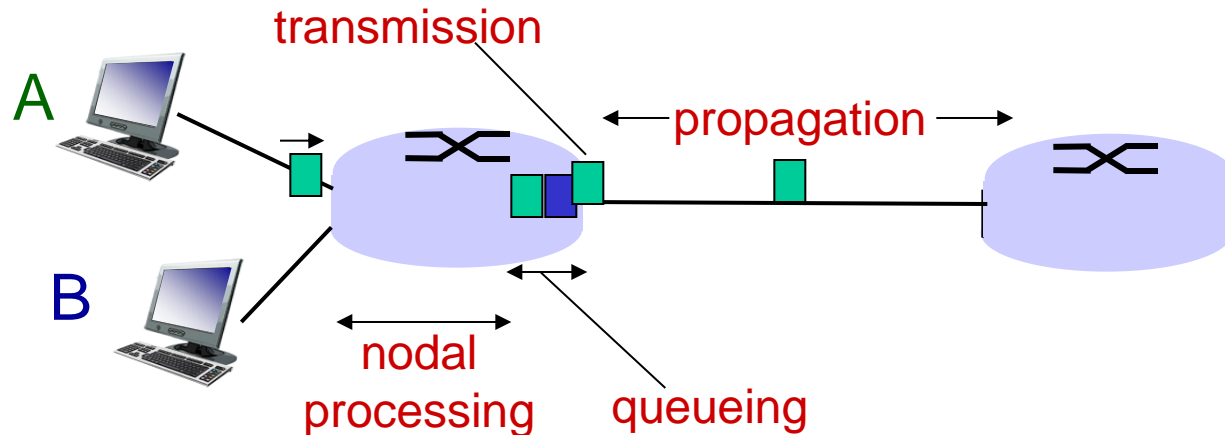 transmission
A
propagation
B
nodal
processing
queueing